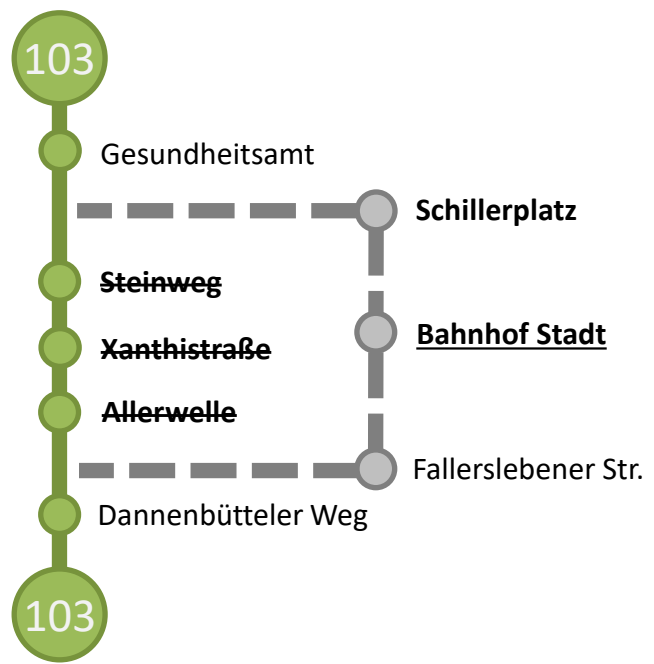 103
Gesundheitsamt
Schillerplatz
Steinweg
Bahnhof Stadt
Xanthistraße
Allerwelle
Fallerslebener Str.
Dannenbütteler Weg
103